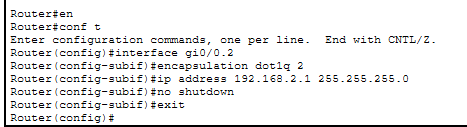 Router#en
Router#conf t
Enter configuration commands, one per line.  End with CNTL/Z.
Router(config)#interface gi0/0.2
Router(config-subif)#encapsulation dot1q 2
Router(config-subif)#ip address 192.168.2.1 255.255.255.0
Router(config-subif)#no shutdown
Router(config-subif)#exit
Router(config)#